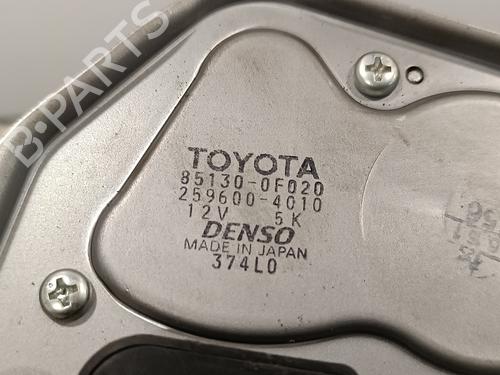 B-PARTS
TOYOTA
85130-0F020
259600-4010
12V 5K
DENSO
MADE IN JAPAN
374L0